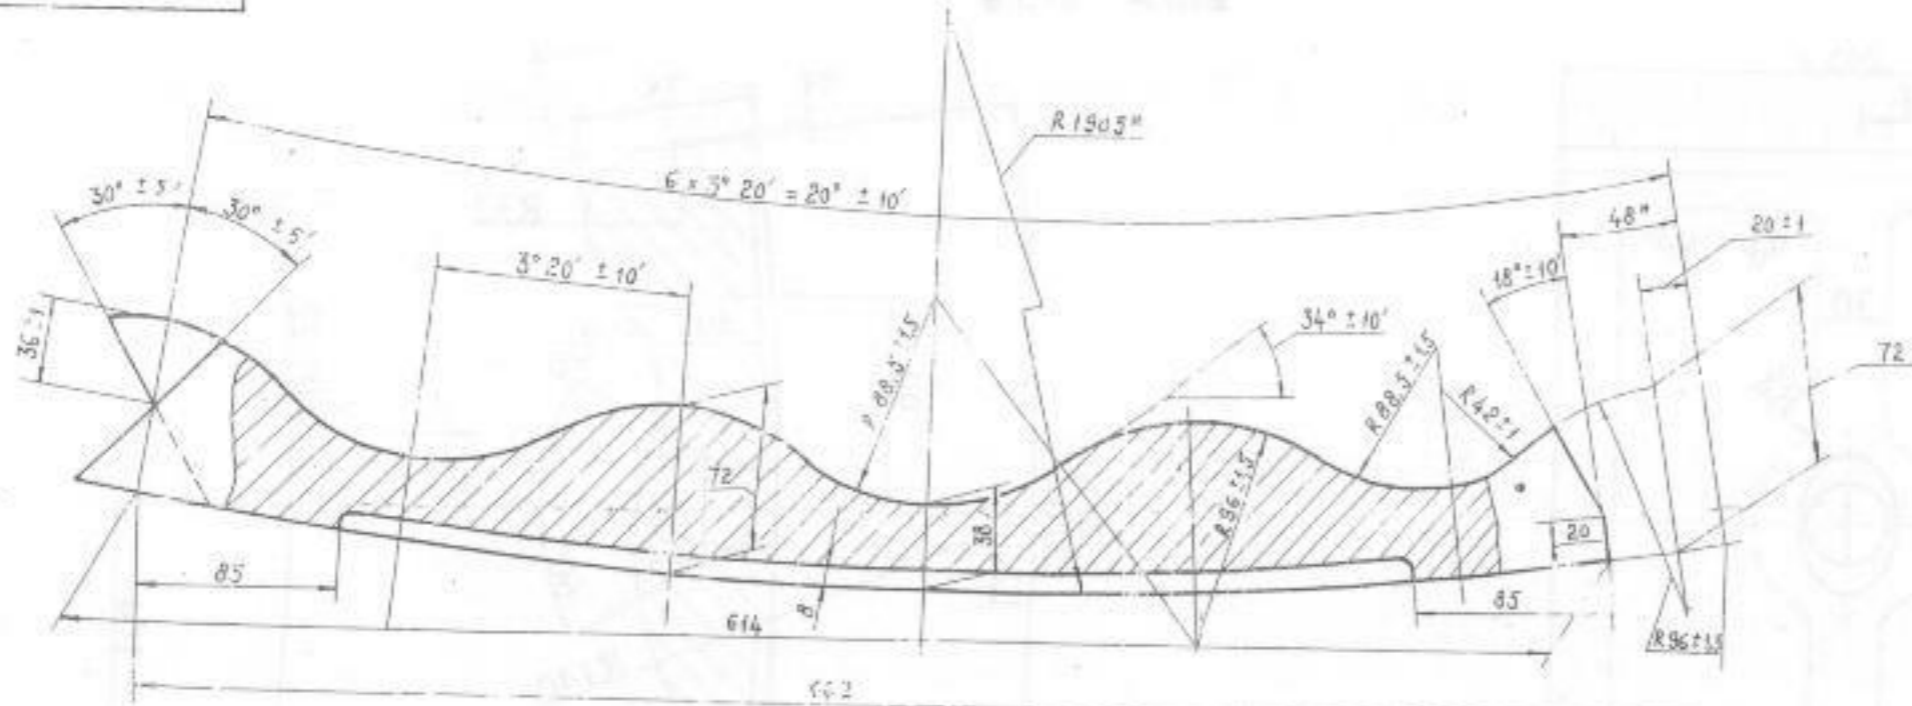 R 1903*
6 × 3° 20′ = 20° ± 10′
30° ± 5′
30° ± 5′
48*
20±1
3° 20′ ± 10′
18°±10′
36±1
34° ±10′
R 88,5 ±1,5
R 88,5 ±1,5
R42±1
72
72
R96±1,5
38
20
85
8
85
614
R96±1,5